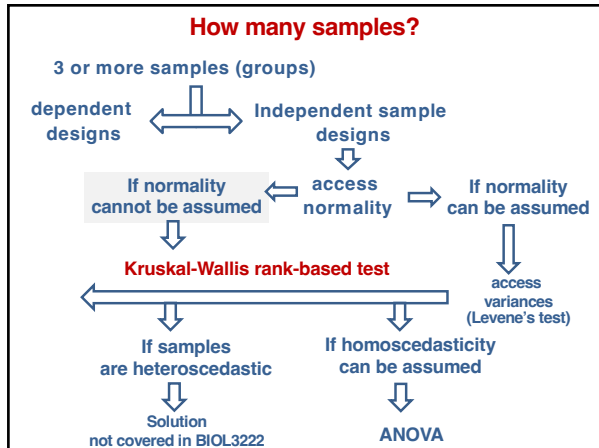 How many samples?
3 or more samples (groups)
dependent
designs
Independent sample
designs
If normality
cannot be assumed
access
normality
If normality
can be assumed
Kruskal-Wallis rank-based test
access
variances
(Levene's test)
If samples
are heteroscedastic
If homoscedasticity
can be assumed
Solution
not covered in BIOL3222
ANOVA